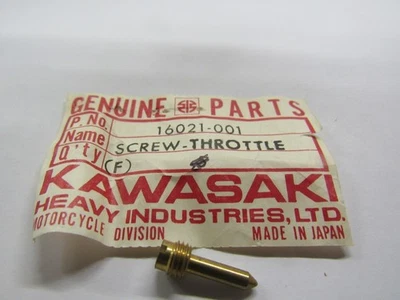 GENUINE PARTS
P. No. 16021-001
Name SCREW-THROTTLE
Q'ty (F)
KAWASAKI
HEAVY INDUSTRIES, LTD.
MOTORCYCLE DIVISION MADE IN JAPAN